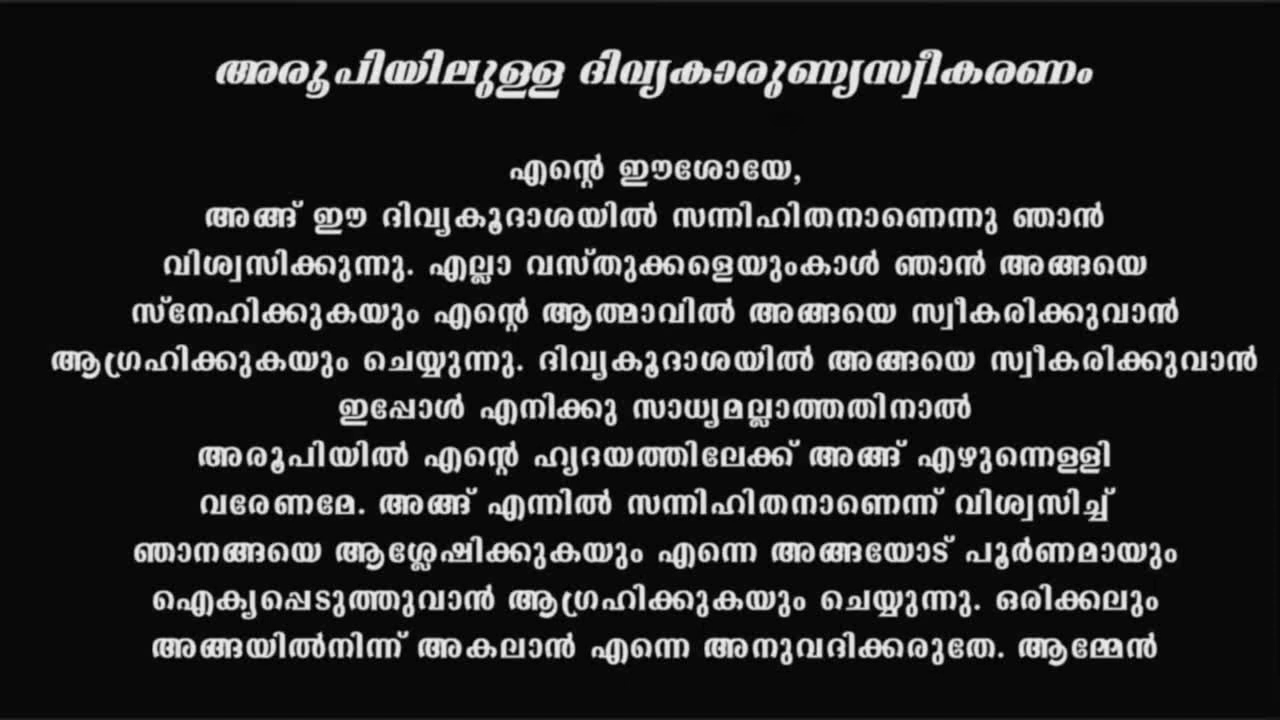 അരൂപിയിലുള്ള ദിവ്യകാരുണ്യസ്വീകരണം
എന്റെ ഈശോയേ,
അങ്ങ് ഈ ദിവ്യകൂദാശയിൽ സന്നിഹിതനാണെന്നു ഞാൻ
വിശ്വസിക്കുന്നു. എല്ലാ വസ്തുക്കളെയുംകാൾ ഞാൻ അങ്ങയെ
സ്നേഹിക്കുകയും എന്റെ ആത്മാവിൽ അങ്ങയെ സ്വീകരിക്കുവാൻ
ആഗ്രഹിക്കുകയും ചെയ്യുന്നു. ദിവ്യകൂദാശയിൽ അങ്ങയെ സ്വീകരിക്കുവാൻ
ഇപ്പോൾ എനിക്കു സാധ്യമല്ലാത്തതിനാൽ
അരൂപിയിൽ എന്റെ ഹൃദയത്തിലേക്ക് അങ്ങ് എഴുന്നെള്ളി
വരേണമേ. അങ്ങ് എന്നിൽ സന്നിഹിതനാണെന്ന് വിശ്വസിച്ച്
ഞാനങ്ങയെ ആശ്ലേഷിക്കുകയും എന്നെ അങ്ങയോട് പൂർണമായും
ഐക്യപ്പെടുത്തുവാൻ ആഗ്രഹിക്കുകയും ചെയ്യുന്നു. ഒരിക്കലും
അങ്ങയിൽനിന്ന് അകലാൻ എന്നെ അനുവദിക്കരുതേ. ആമ്മേൻ